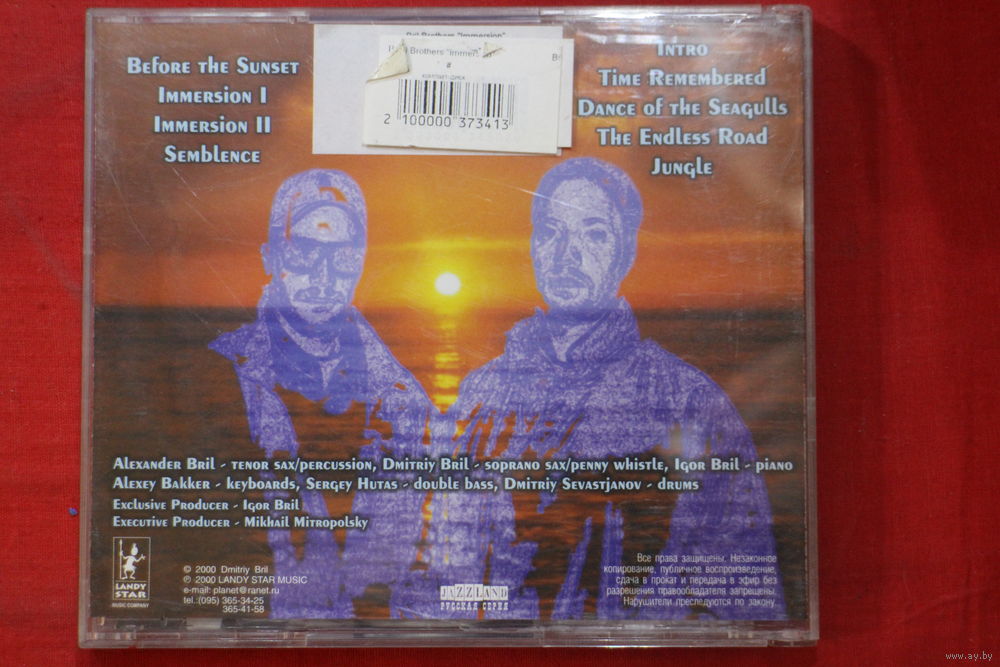 Before the Sunset
Immersion I
Immersion II
Semblence
Bril Brothers "Immersion"
Brothers "Immer
#
2 100000 373413
Intro
Time Remembered
Dance of the Seagulls
The Endless Road
Jungle
Alexander Bril - tenor sax/percussion, Dmitriy Bril - soprano sax/penny whistle, Igor Bril - piano
Alexey Bakker - keyboards, Sergey Hutas - double bass, Dmitriy Sevastjanov - drums
Exclusive Producer - Igor Bril
Executive Producer - Mikhail Mitropolsky
LANDY
STAR
MUSIC COMPANY
© 2000 Dmitriy Bril
℗ 2000 LANDY STAR MUSIC
e-mail: planet@ranet.ru
tel.:(095) 365-34-25
365-41-58
JAZZLAND
РУССКАЯ СЕРИЯ
Все права защищены. Незаконное
копирование, публичное воспроизведение,
сдача в прокат и передача в эфир без
разрешения правообладателя запрещены.
Нарушители преследуются по закону.
www.ay.by